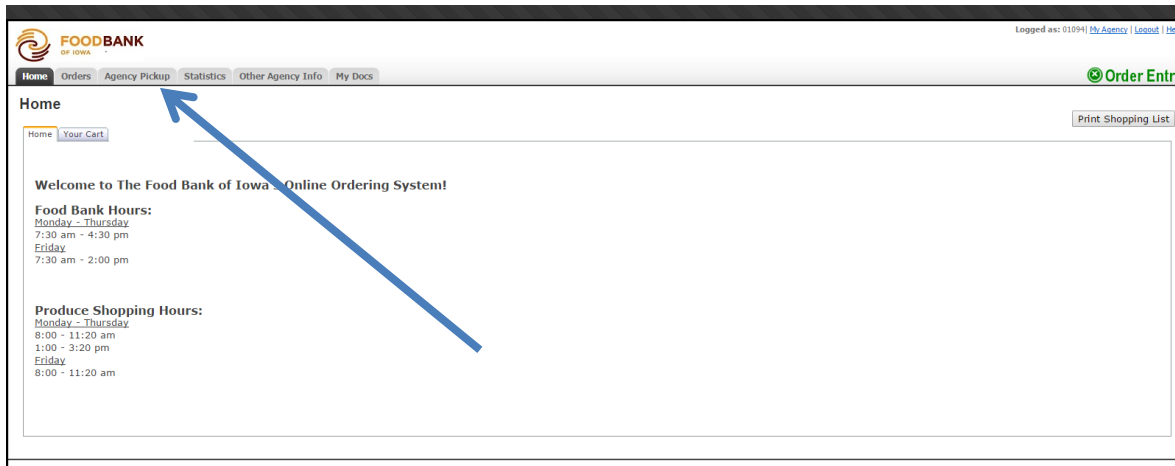 Logged as: 01094| My Agency | Logout | He
FOODBANK
OF IOWA
Home Orders Agency Pickup Statistics Other Agency Info My Docs
Order Entr
Home
Print Shopping List
Home Your Cart
Welcome to The Food Bank of Iowa's Online Ordering System!
Food Bank Hours:
Monday - Thursday
7:30 am - 4:30 pm
Friday
7:30 am - 2:00 pm
Produce Shopping Hours:
Monday - Thursday
8:00 - 11:20 am
1:00 - 3:20 pm
Friday
8:00 - 11:20 am